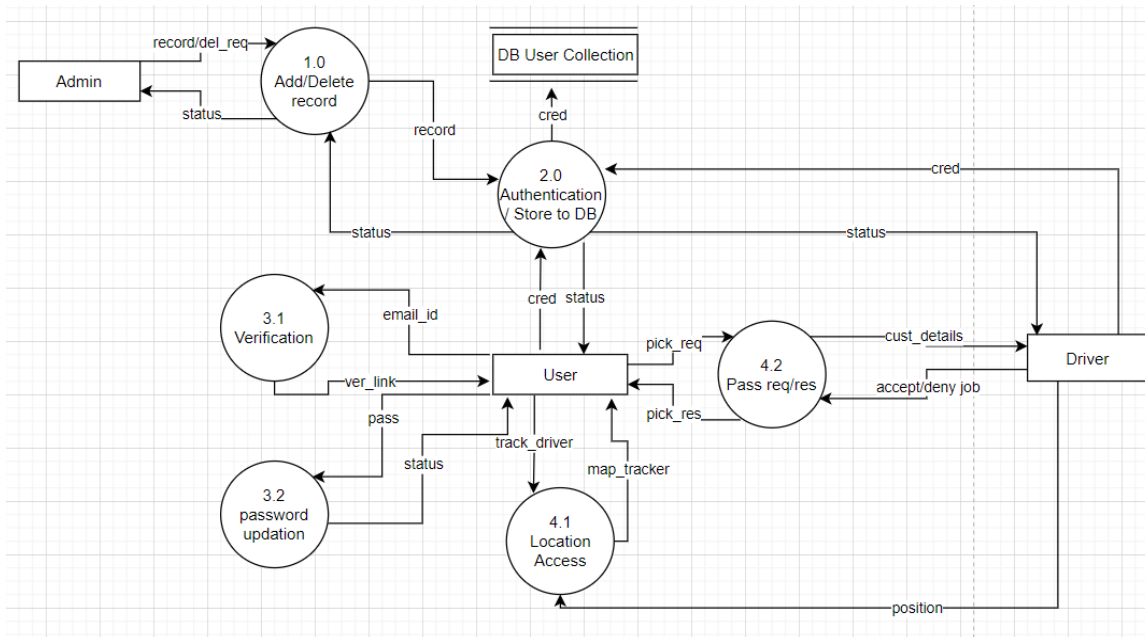 record/del_req
Admin
1.0
Add/Delete
record
status
DB User Collection
cred
record
2.0
Authentication
/ Store to DB
cred
status
status
cred
status
3.1
Verification
email_id
ver_link
User
pick_req
pick_res
4.2
Pass req/res
cust_details
Driver
accept/deny job
pass
status
3.2
password
updation
track_driver
map_tracker
4.1
Location
Access
position